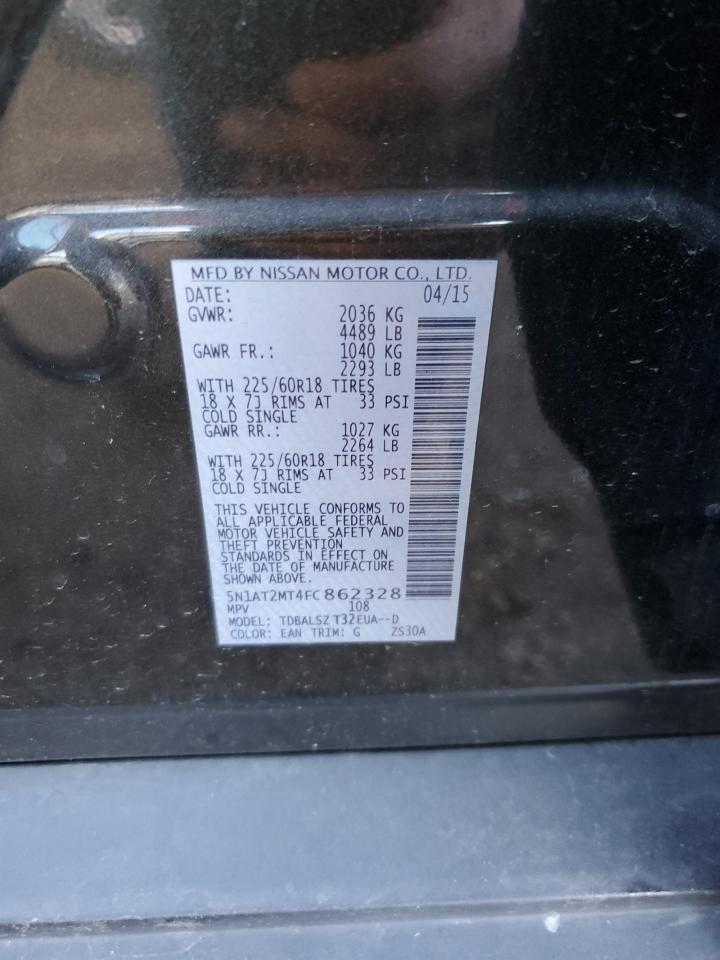 MFD BY NISSAN MOTOR CO., LTD.
DATE: 04/15
GVWR: 2036 KG
4489 LB
GAWR FR.: 1040 KG
2293 LB
WITH 225/60R18 TIRES
18 X 7J RIMS AT 33 PSI
COLD SINGLE
GAWR RR.: 1027 KG
2264 LB
WITH 225/60R18 TIRES
18 X 7J RIMS AT 33 PSI
COLD SINGLE
THIS VEHICLE CONFORMS TO
ALL APPLICABLE FEDERAL
MOTOR VEHICLE SAFETY AND
THEFT PREVENTION
STANDARDS IN EFFECT ON
THE DATE OF MANUFACTURE
SHOWN ABOVE.
5N1AT2MT4FC862328
MPV 108
MODEL: TDBALSZ T32EUA--D
COLOR: EAN TRIM: G ZS30A